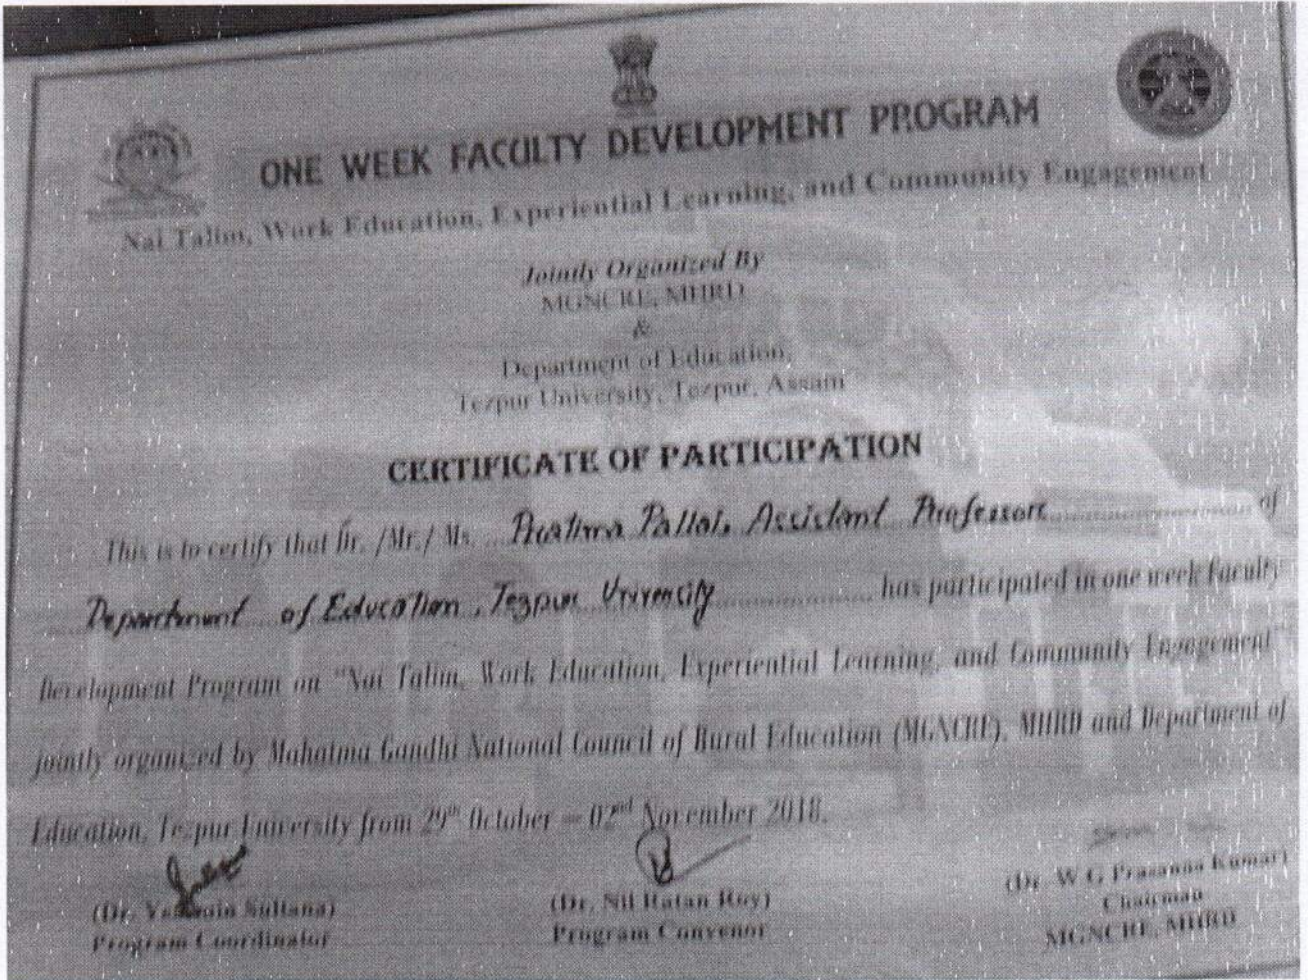 ONE WEEK FACULTY DEVELOPMENT PROGRAM
Nai Talim, Work Education, Experiential Learning, and Community Engagement
Jointly Organized By
MGNCRE, MHRD
&
Department of Education,
Tezpur University, Tezpur, Assam
CERTIFICATE OF PARTICIPATION
This is to certify that Dr. /Mr./ Ms. Pratima Pallai, Assistant Professor of
Department of Education, Tezpur University has participated in one week Faculty
Development Program on "Nai Talim, Work Education, Experiential Learning, and Community Engagement"
jointly organized by Mahatma Gandhi National Council of Rural Education (MGNCRE), MHRD and Department of
Education, Tezpur University from 29th October – 02nd November 2018.
(Dr. Yeasmin Sultana)
Program Coordinator
(Dr. Nil Ratan Roy)
Program Convenor
(Dr W G Prasanna Kumar)
Chairman
MGNCRE, MHRD